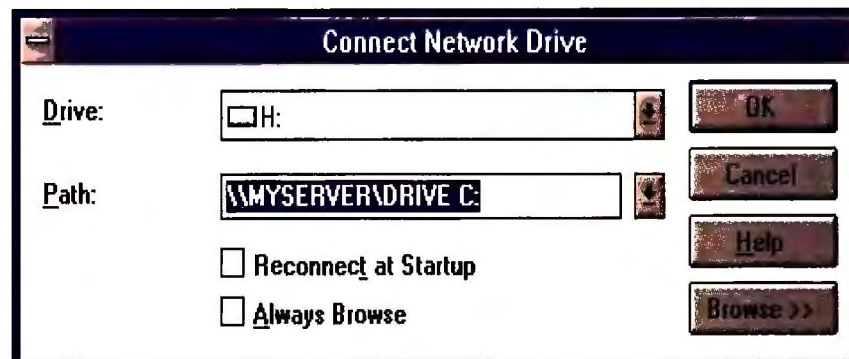 Connect Network Drive
Drive:
H:
OK
Path:
\\MYSERVER\DRIVE C:
Cancel
Reconnect at Startup
Help
Always Browse
Browse >>